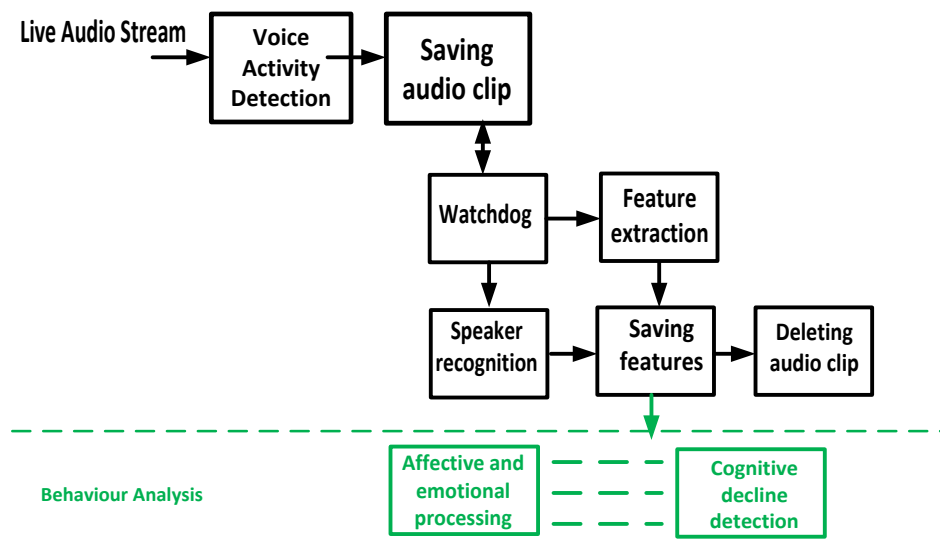 Live Audio Stream
Voice
Activity
Detection
Saving
audio clip
Watchdog
Feature
extraction
Speaker
recognition
Saving
features
Deleting
audio clip
Behaviour Analysis
Affective and
emotional
processing
Cognitive
decline
detection